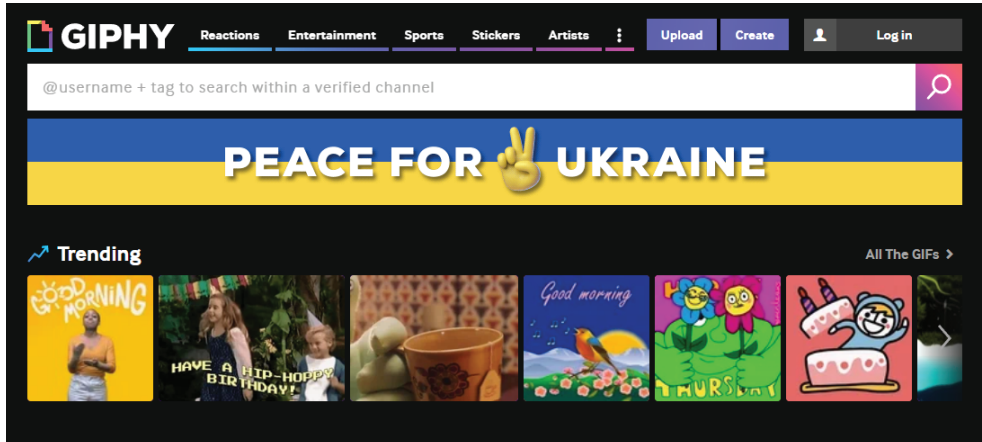 GIPHY
Reactions Entertainment Sports Stickers Artists Upload Create Log in
@username + tag to search within a verified channel
PEACE FOR UKRAINE
Trending
All The GIFs
GOOD MORNING
HAVE A HIP-HOPPY
BIRTHDAY!
Good morning
THURSDAY